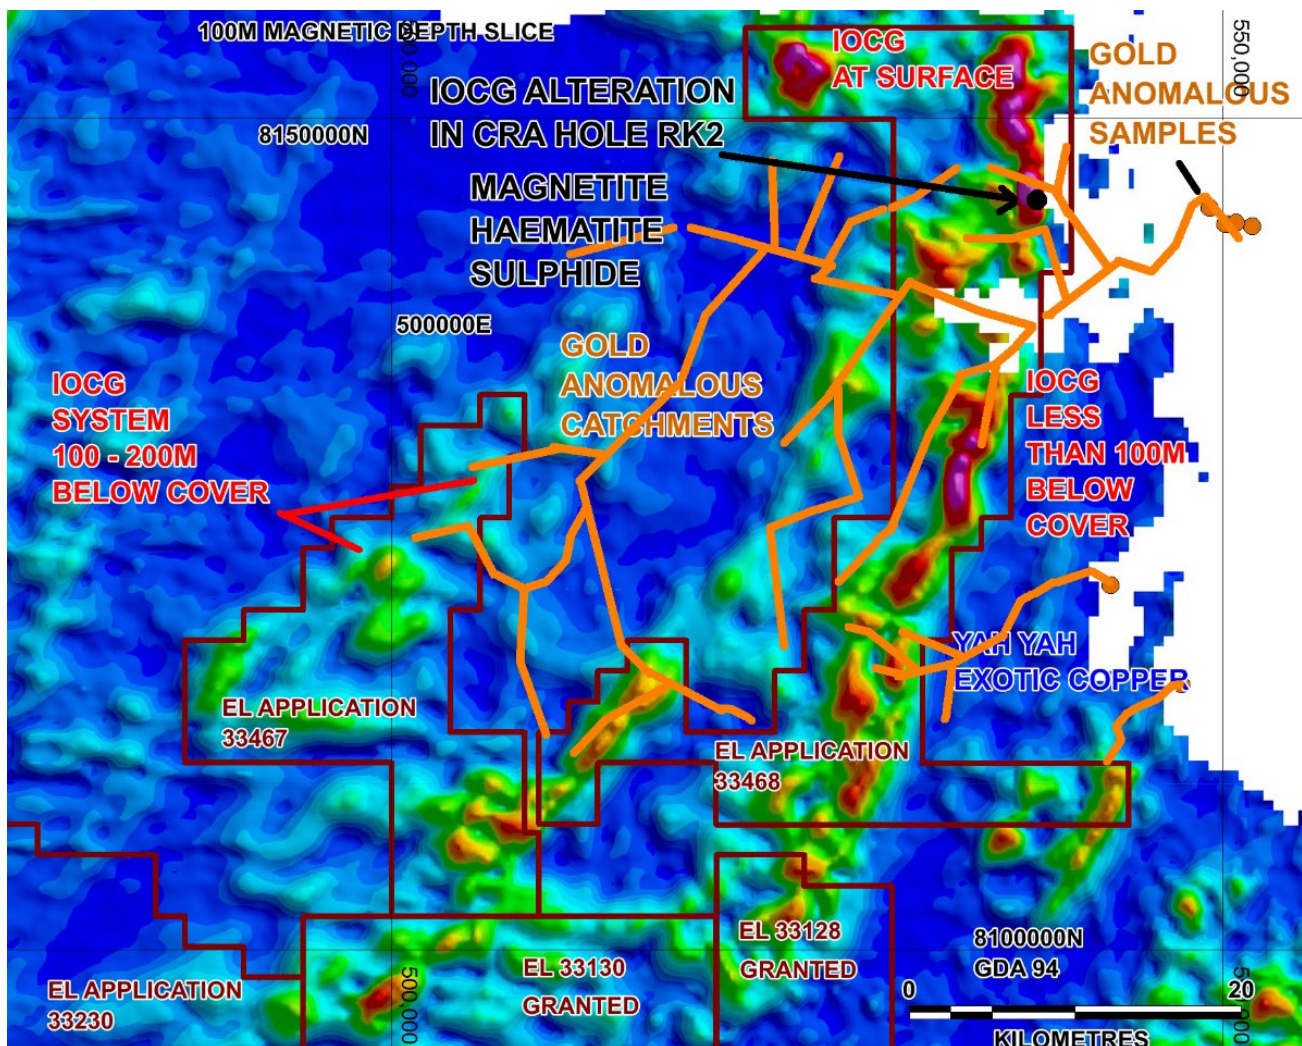 100M MAGNETIC DEPTH SLICE
500,000
550,000
IOCG
AT SURFACE
GOLD
ANOMALOUS
SAMPLES
IOCG ALTERATION
IN CRA HOLE RK2
8150000N
MAGNETITE
HAEMATITE
SULPHIDE
500000E
GOLD
ANOMALOUS
CATCHMENTS
IOCG
SYSTEM
100 - 200M
BELOW COVER
IOCG
LESS
THAN 100M
BELOW
COVER
YAH YAH
EXOTIC COPPER
EL APPLICATION
33467
EL APPLICATION
33468
EL 33128
GRANTED
8100000N
GDA 94
EL 33130
GRANTED
EL APPLICATION
33230
500,000
0 20
KILOMETRES